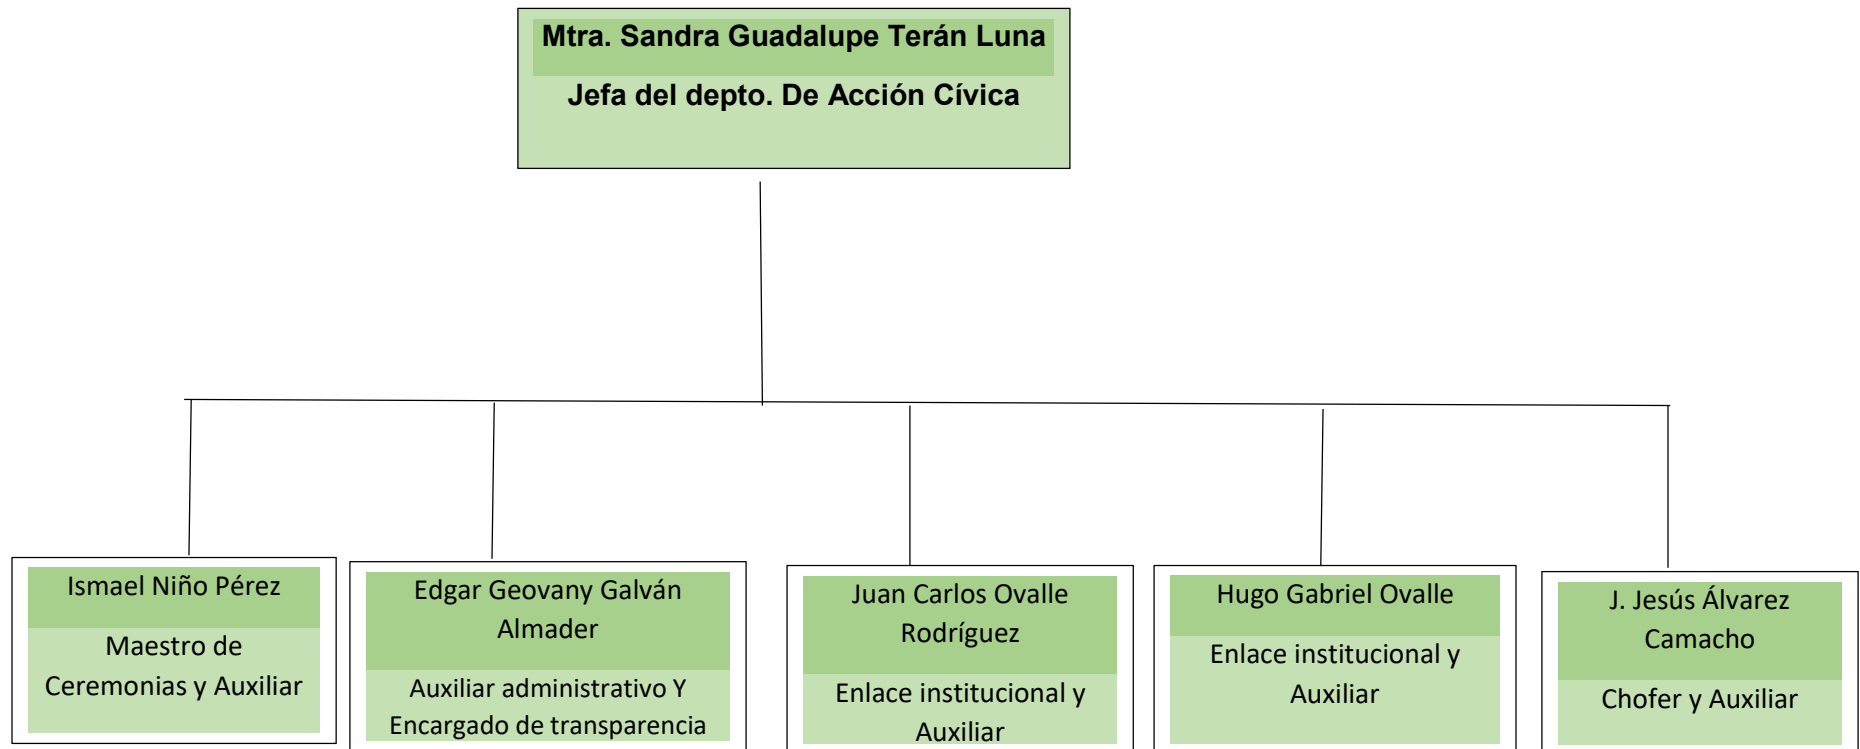 Mtra. Sandra Guadalupe Terán Luna
Jefa del depto. De Acción Cívica
Ismael Niño Pérez
Maestro de
Ceremonias y Auxiliar
Edgar Geovany Galván
Almader
Auxiliar administrativo Y
Encargado de transparencia
Juan Carlos Ovalle
Rodríguez
Enlace institucional y
Auxiliar
Hugo Gabriel Ovalle
Enlace institucional y
Auxiliar
J. Jesús Álvarez
Camacho
Chofer y Auxiliar